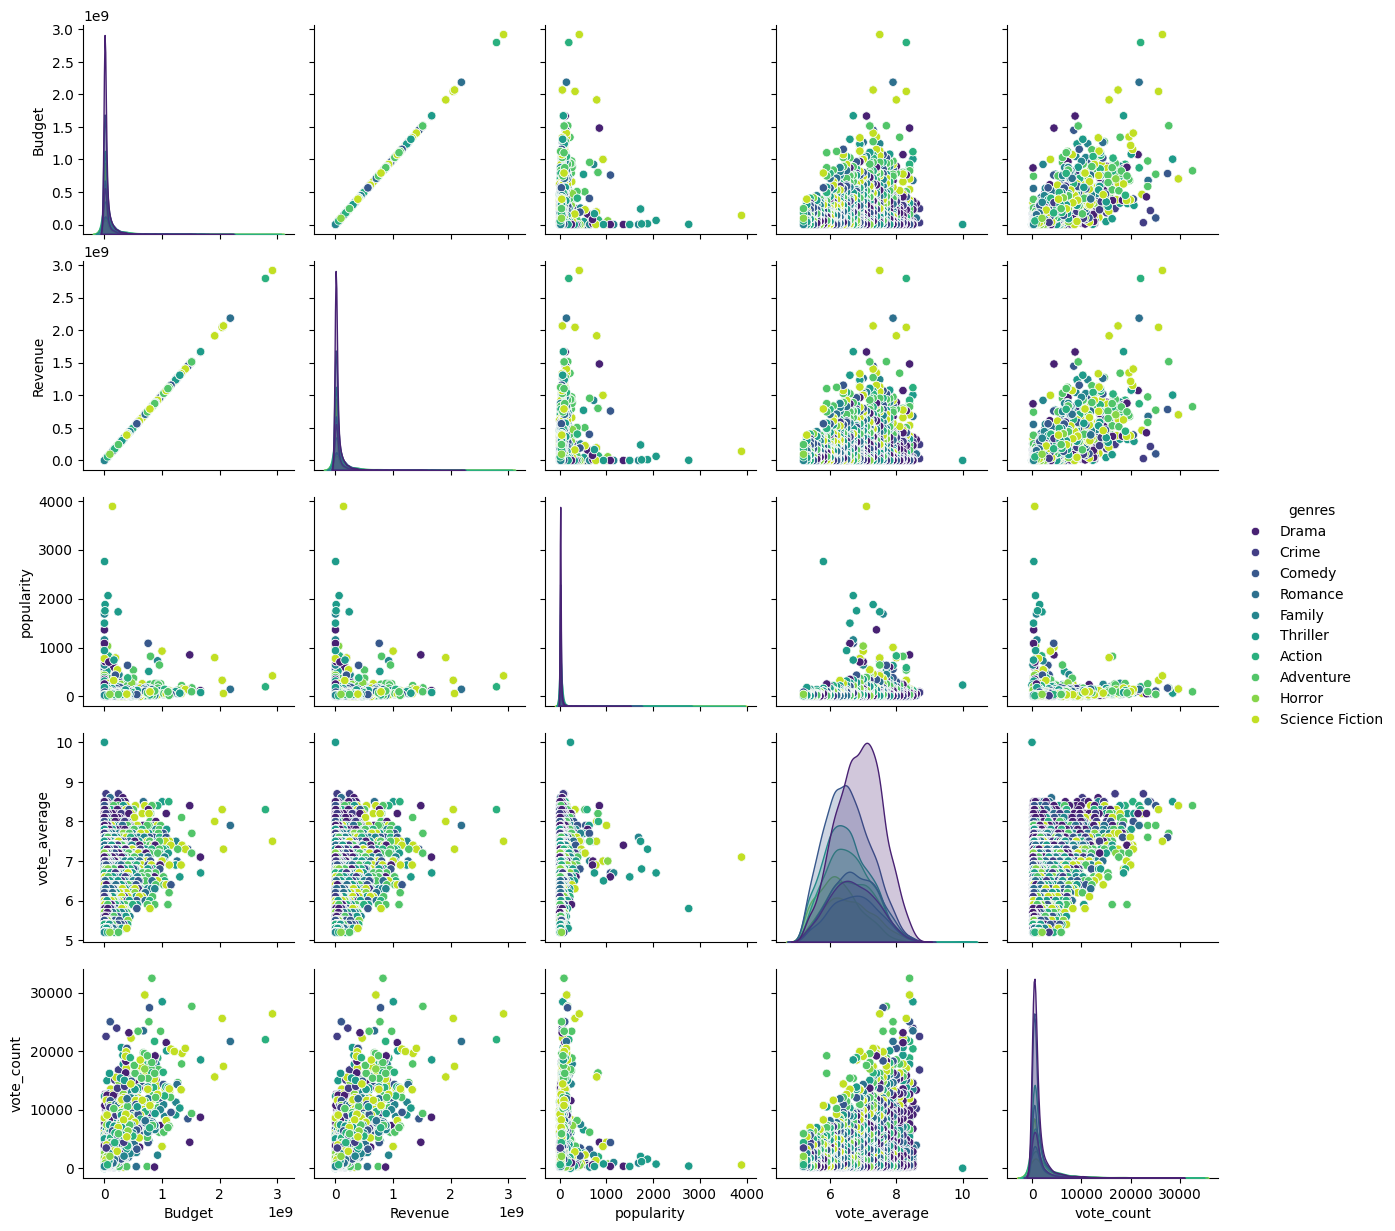 1e9
3.0
2.5
2.0
1.5
1.0
0.5
0.0
Budget
1e9
3.0
2.5
2.0
1.5
1.0
0.5
0.0
Revenue
4000
3000
2000
1000
0
popularity
genres
Drama
Crime
Comedy
Romance
Family
Thriller
Action
Adventure
Horror
Science Fiction
10
9
8
7
6
5
vote_average
30000
20000
10000
0
vote_count
0 1 2 3
Budget 1e9
0 1 2 3
Revenue 1e9
0 1000 2000 3000 4000
popularity
6 8 10
vote_average
0 10000 20000 30000
vote_count